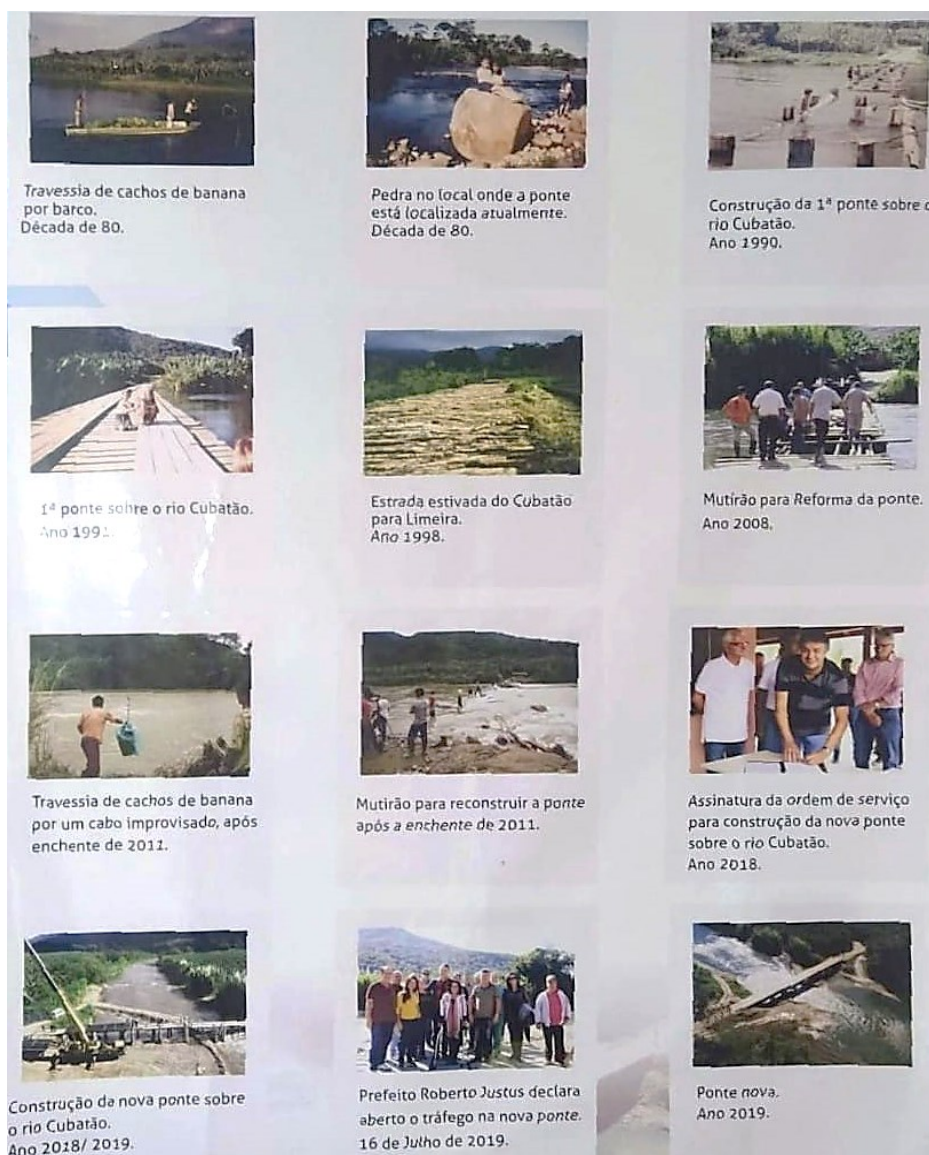 Travessia de cachos de banana
por barco.
Década de 80.
Pedra no local onde a ponte
está localizada atualmente.
Década de 80.
Construção da 1ª ponte sobre o
rio Cubatão.
Ano 1990.
1ª ponte sobre o rio Cubatão.
Ano
Estrada estivada do Cubatão
para Limeira.
Ano 1998.
Mutirão para Reforma da ponte.
Ano 2008.
Travessia de cachos de banana
por um cabo improvisado, após
enchente de 2011.
Mutirão para reconstruir a ponte
após a enchente de 2011.
Assinatura da ordem de serviço
para construção da nova ponte
sobre o rio Cubatão.
Ano 2018.
Construção da nova ponte sobre
o rio Cubatão.
Ano 2018/ 2019.
Prefeito Roberto Justus declara
aberto o tráfego na nova ponte.
16 de Julho de 2019.
Ponte nova.
Ano 2019.